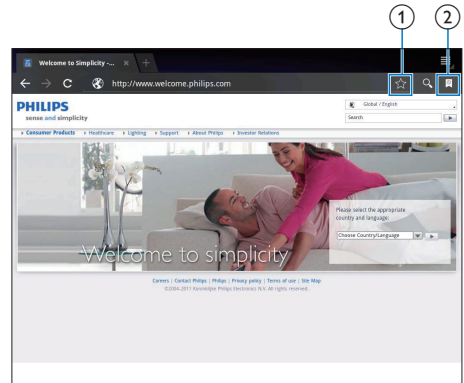 1 2
Welcome to Simplicity -...
http://www.welcome.philips.com
PHILIPS
sense and simplicity
Global / English
Search
Consumer Products Healthcare Lighting Support About Philips Investor Relations
Please select the appropriate
country and language:
Choose Country/Language
Welcome to simplicity
Careers | Contact Philips | Philips | Privacy policy | Terms of use | Site Map
©2004-2011 Koninklijke Philips Electronics N.V. All rights reserved.